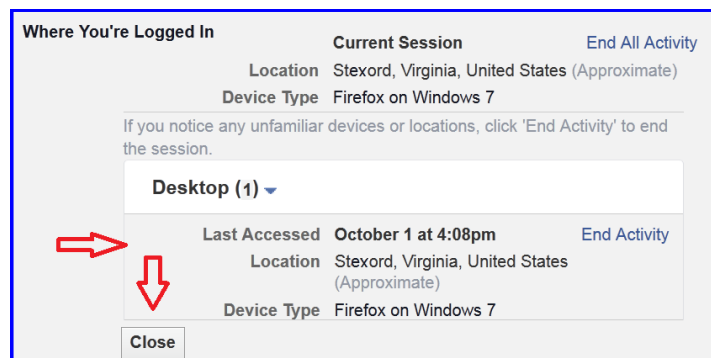 Where You're Logged In
Current Session End All Activity
Location Stexord, Virginia, United States (Approximate)
Device Type Firefox on Windows 7
If you notice any unfamiliar devices or locations, click 'End Activity' to end
the session.
Desktop (1)
Last Accessed October 1 at 4:08pm End Activity
Location Stexord, Virginia, United States
(Approximate)
Device Type Firefox on Windows 7
Close